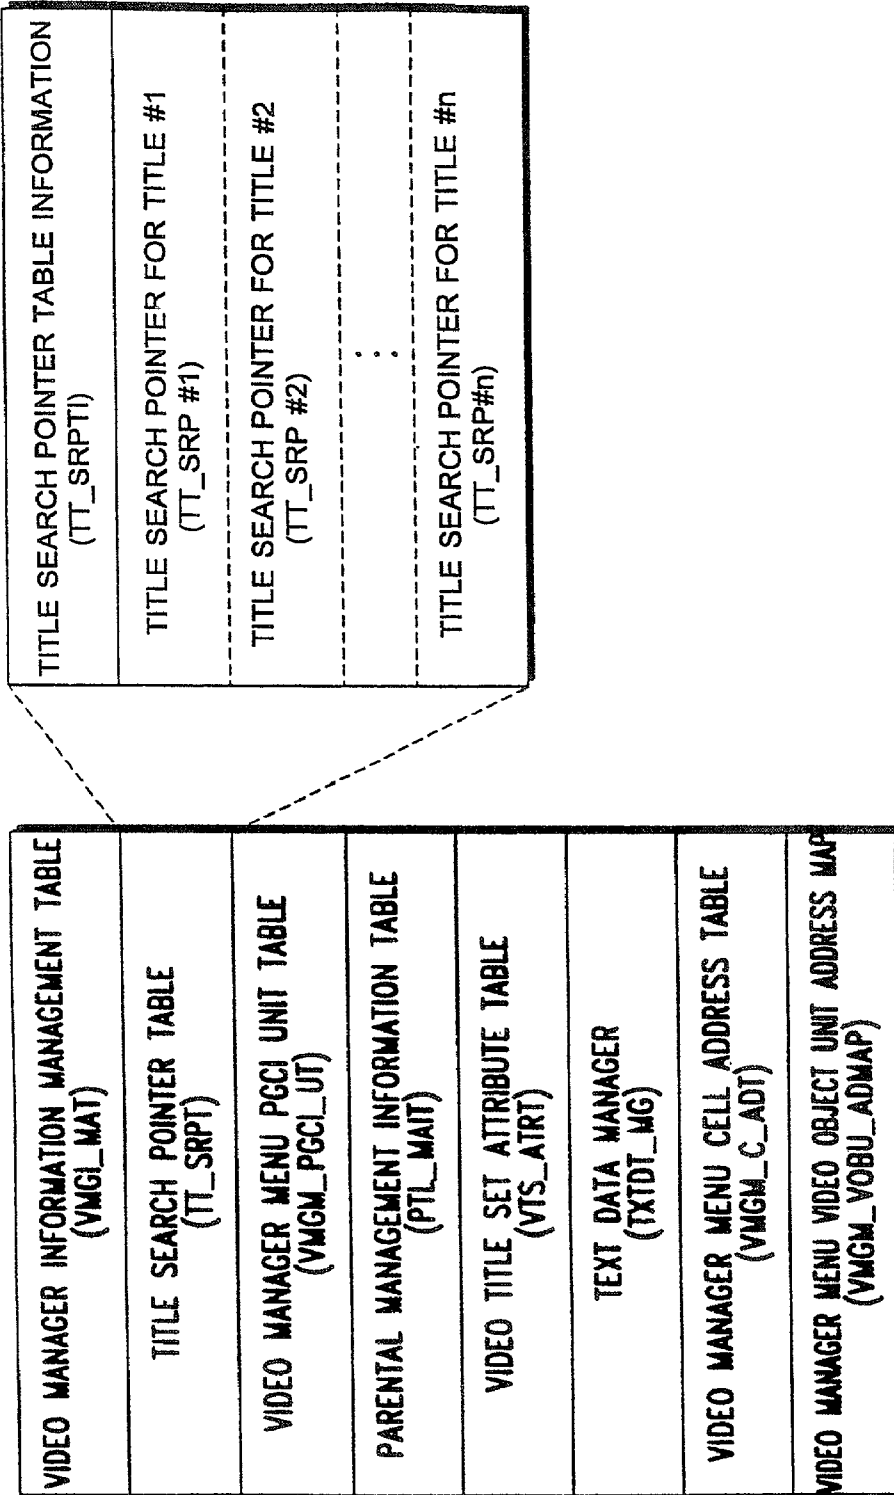 VIDEO MANAGER INFORMATION MANAGEMENT TABLE
(VMGI_MAT)
TITLE SEARCH POINTER TABLE
(TT_SRPT)
VIDEO MANAGER MENU PGCI UNIT TABLE
(VMGM_PGCI_UT)
PARENTAL MANAGEMENT INFORMATION TABLE
(PTL_MAIT)
VIDEO TITLE SET ATTRIBUTE TABLE
(VTS_ATRT)
TEXT DATA MANAGER
(TXTDT_MG)
VIDEO MANAGER MENU CELL ADDRESS TABLE
(VMGM_C_ADT)
VIDEO MANAGER MENU VIDEO OBJECT UNIT ADDRESS MAP
(VMGM_VOBU_ADMAP)
TITLE SEARCH POINTER TABLE INFORMATION
(TT_SRPTI)
TITLE SEARCH POINTER FOR TITLE #1
(TT_SRP #1)
TITLE SEARCH POINTER FOR TITLE #2
(TT_SRP #2)
TITLE SEARCH POINTER FOR TITLE #n
(TT_SRP#n)